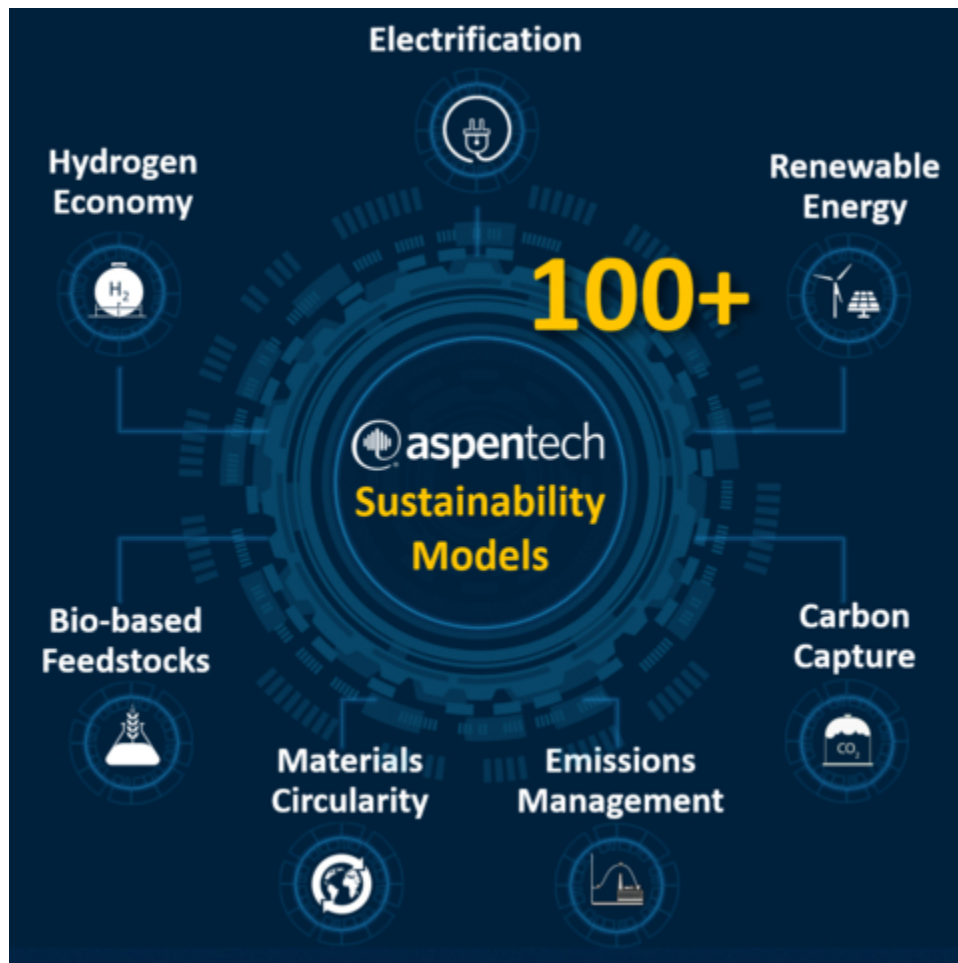 Electrification
Hydrogen
Economy
H2
Renewable
Energy
100+
aspentech
Sustainability
Models
Bio-based
Feedstocks
Carbon
Capture
CO2
Materials
Circularity
Emissions
Management